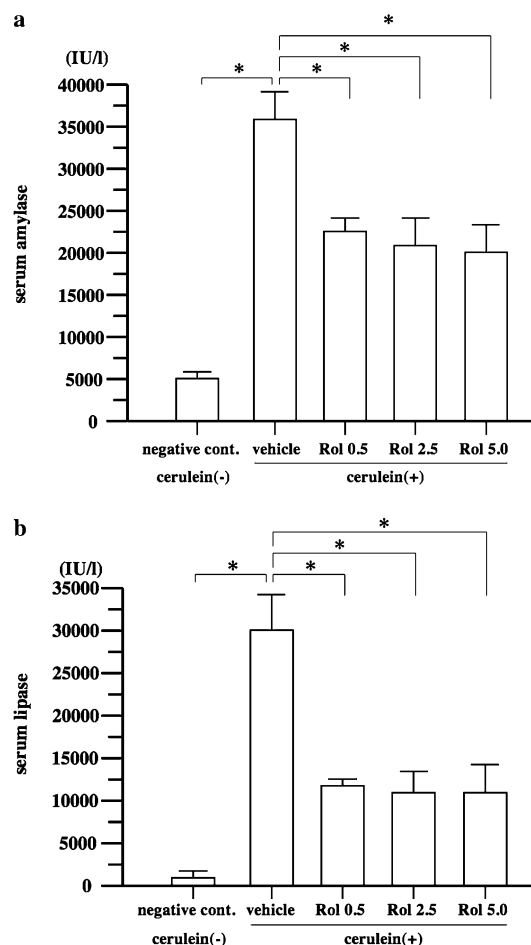 a
(IU/l)
* * * *
40000
35000
30000
25000
20000
15000
10000
5000
0
serum amylase
negative cont. vehicle Rol 0.5 Rol 2.5 Rol 5.0
cerulein(-) cerulein(+)
b
(IU/l)
* * * *
35000
30000
25000
20000
15000
10000
5000
0
serum lipase
negative cont. vehicle Rol 0.5 Rol 2.5 Rol 5.0
cerulein(-) cerulein(+)